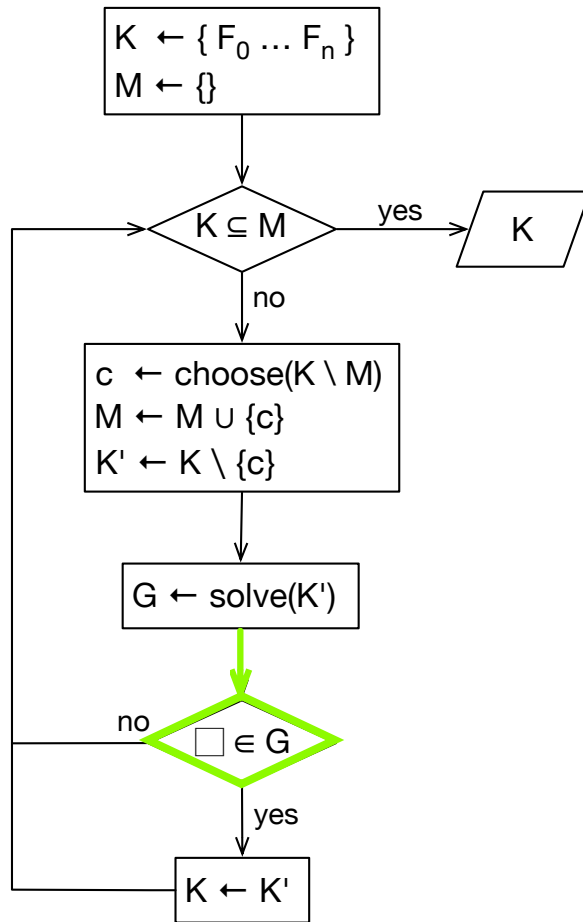 K ← { F₀ … Fₙ }
M ← {}
K ⊆ M
yes
K
no
c ← choose(K \ M)
M ← M ∪ {c}
K' ← K \ {c}
G ← solve(K')
no
□ ∈ G
yes
K ← K'